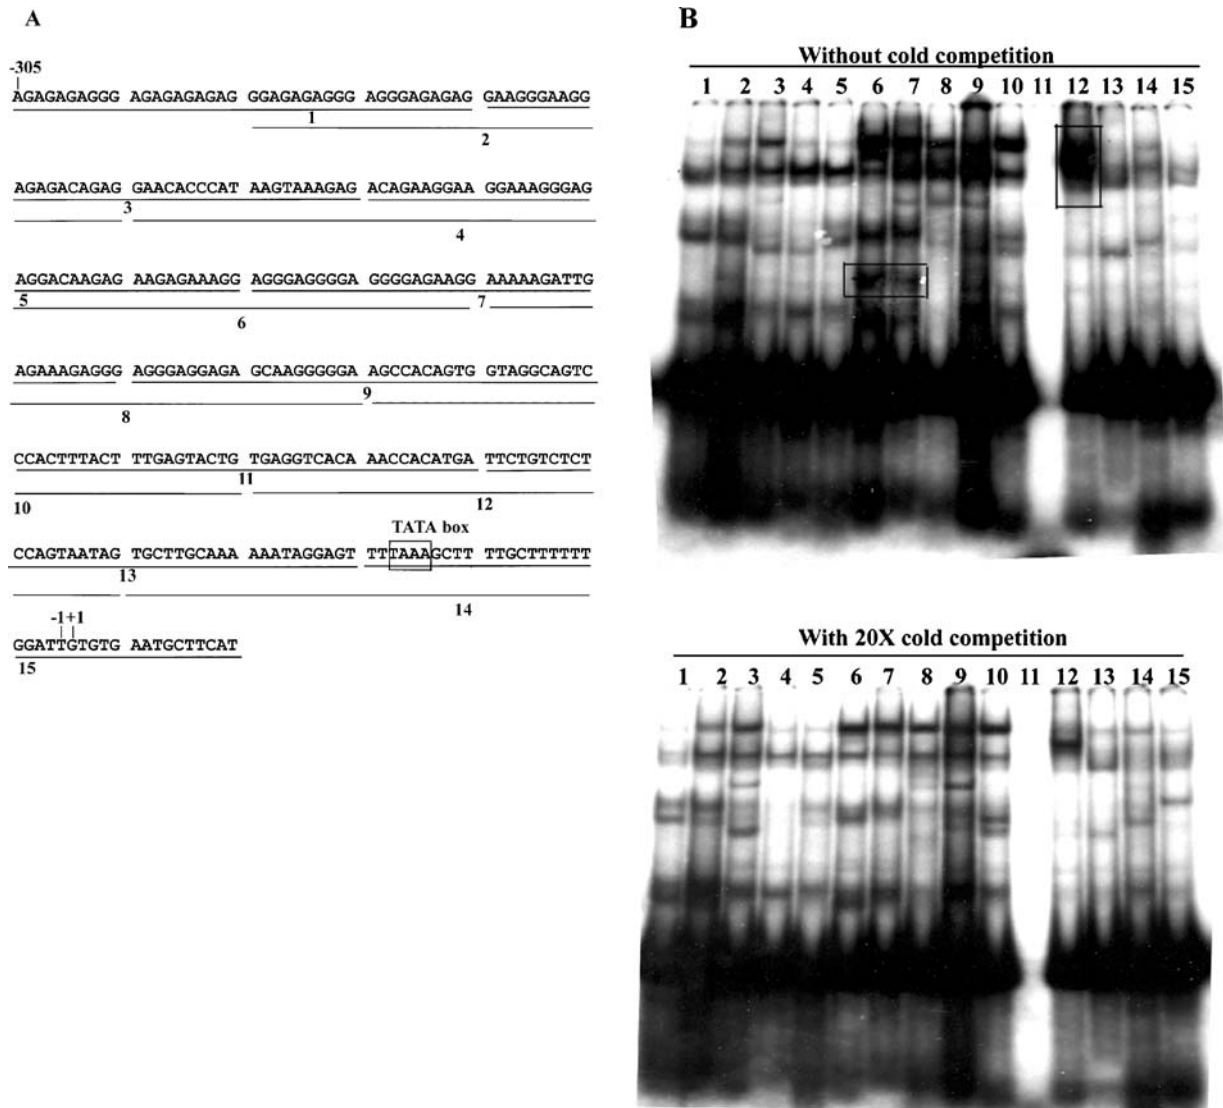 A
-305
AGAGAGAGGG AGAGAGAGAG GGAGAGAGGG AGGGAGAGAG GAAGGGAAGG
1
2
AGAGACAGAG GAACACCCAT AAGTAAAGAG ACAGAAGGAA GGAAAGGGAG
3
4
AGGACAAGAG AAGAGAAAGG AGGGAGGGGA GGGGAGAAGG AAAAAGATTG
5 7
6
AGAAAGAGGG AGGGAGGAGA GCAAGGGGGA AGCCACAGTG GTAGGCAGTC
9
8
CCACTTTACT TTGAGTACTG TGAGGTCACA AACCACATGA TTCTGTCTCT
11
10 12
TATA box
CCAGTAATAG TGCTTGCAAA AAATAGGAGT TTTAAAGCTT TTGCTTTTTT
13
14
-1+1
GGATTGTGTG AATGCTTCAT
15
B
Without cold competition
1 2 3 4 5 6 7 8 9 10 11 12 13 14 15
With 20X cold competition
1 2 3 4 5 6 7 8 9 10 11 12 13 14 15